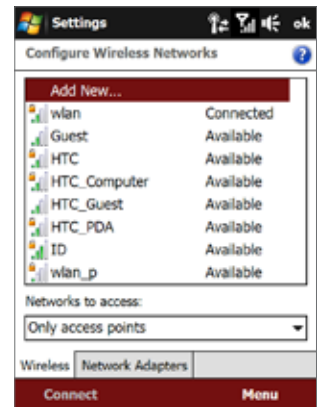 Settings ok
Configure Wireless Networks ?
Add New...
wlan Connected
Guest Available
HTC Available
HTC_Computer Available
HTC_Guest Available
HTC_PDA Available
ID Available
wlan_p Available
Networks to access:
Only access points
Wireless Network Adapters
Connect Menu